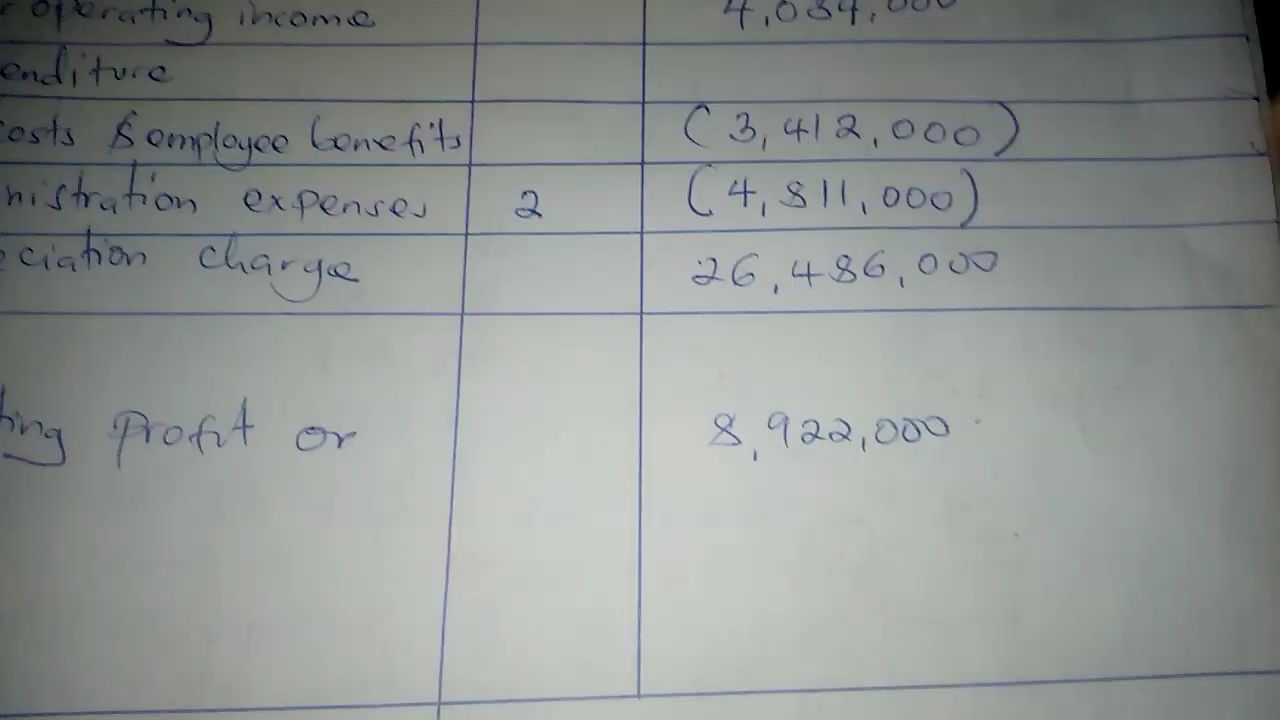 operating income 4,034,000
enditure
costs & employee benefits (3,412,000)
nistration expenses 2 (4,811,000)
eciation charge 26,486,000
ting profit or 8,922,000